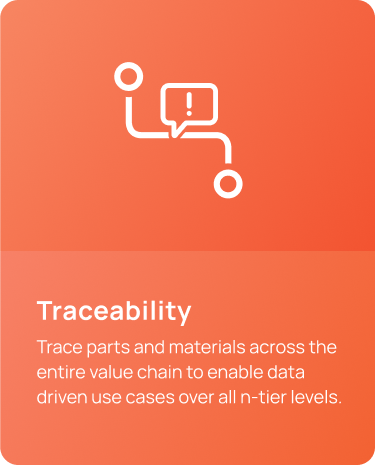 Traceability
Trace parts and materials across the
entire value chain to enable data
driven use cases over all n-tier levels.